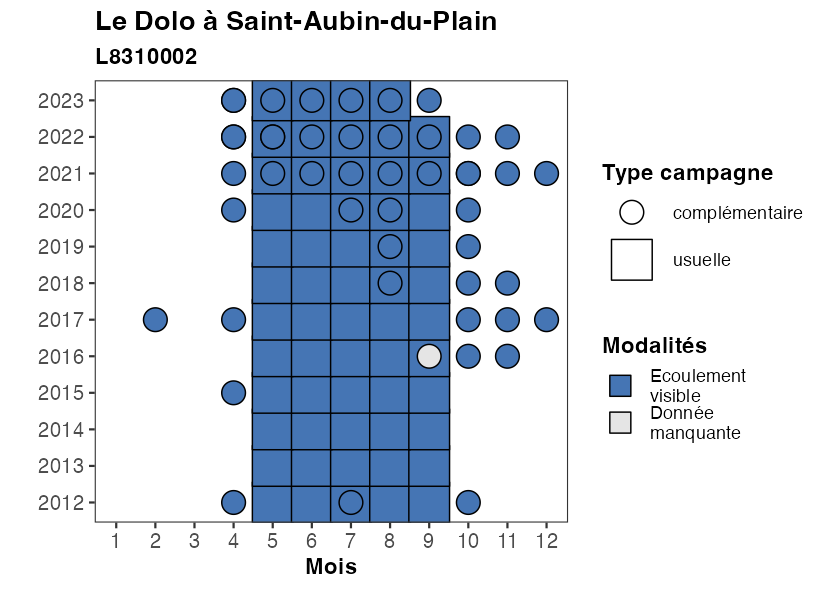 Le Dolo à Saint-Aubin-du-Plain
L8310002
2023
2022
2021
2020
2019
2018
2017
2016
2015
2014
2013
2012
1 2 3 4 5 6 7 8 9 10 11 12
Mois
Type campagne
complémentaire
usuelle
Modalités
Ecoulement
visible
Donnée
manquante